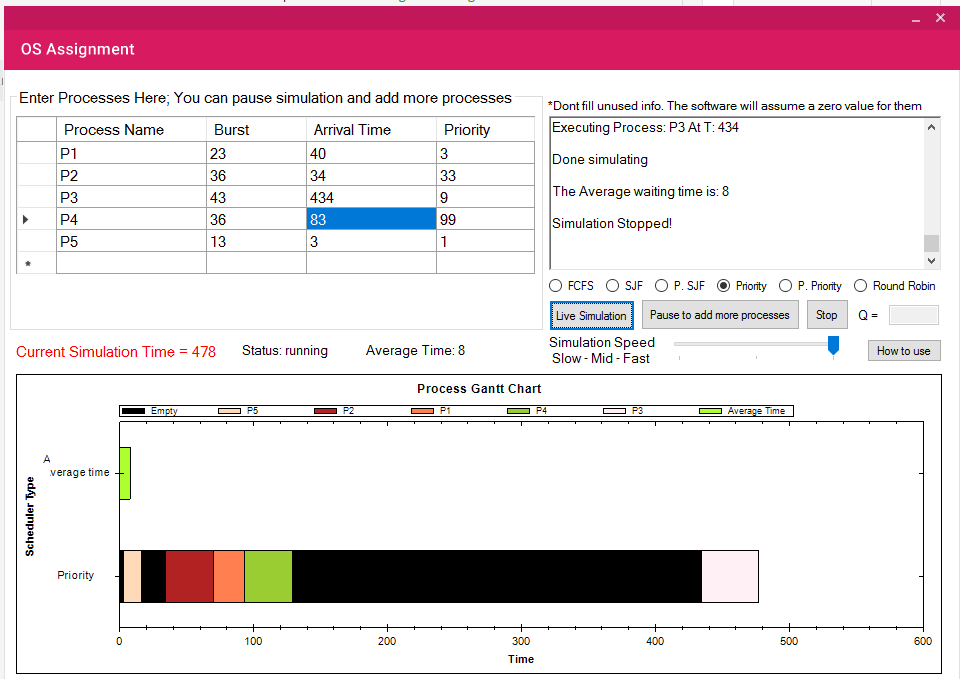 OS Assignment
Enter Processes Here; You can pause simulation and add more processes
Process Name Burst Arrival Time Priority
P1 23 40 3
P2 36 34 33
P3 43 434 9
P4 36 83 99
P5 13 3 1
*
*Dont fill unused info. The software will assume a zero value for them
Executing Process: P3 At T: 434
Done simulating
The Average waiting time is: 8
Simulation Stopped!
FCFS SJF P. SJF Priority P. Priority Round Robin
Live Simulation Pause to add more processes Stop Q =
Current Simulation Time = 478 Status: running Average Time: 8
Simulation Speed
Slow - Mid - Fast
How to use
Process Gantt Chart
Empty P5 P2 P1 P4 P3 Average Time
A
verage time
Scheduler Type
Priority
0 100 200 300 400 500 600
Time